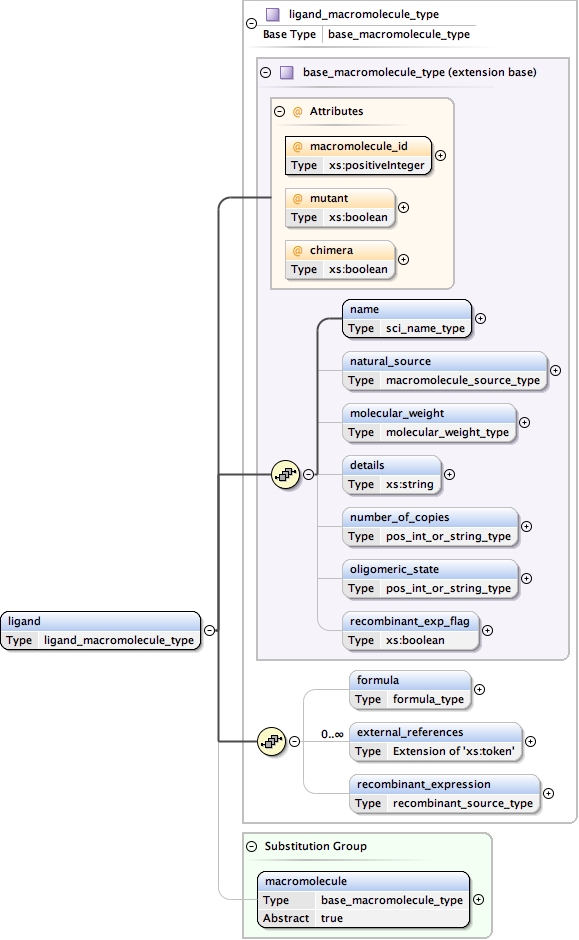 ligand_macromolecule_type
Base Type base_macromolecule_type
base_macromolecule_type (extension base)
@ Attributes
@ macromolecule_id
Type xs:positiveInteger
@ mutant
Type xs:boolean
@ chimera
Type xs:boolean
name
Type sci_name_type
natural_source
Type macromolecule_source_type
molecular_weight
Type molecular_weight_type
details
Type xs:string
number_of_copies
Type pos_int_or_string_type
oligomeric_state
Type pos_int_or_string_type
recombinant_exp_flag
Type xs:boolean
ligand
Type ligand_macromolecule_type
formula
Type formula_type
0..∞
external_references
Type Extension of 'xs:token'
recombinant_expression
Type recombinant_source_type
Substitution Group
macromolecule
Type base_macromolecule_type
Abstract true